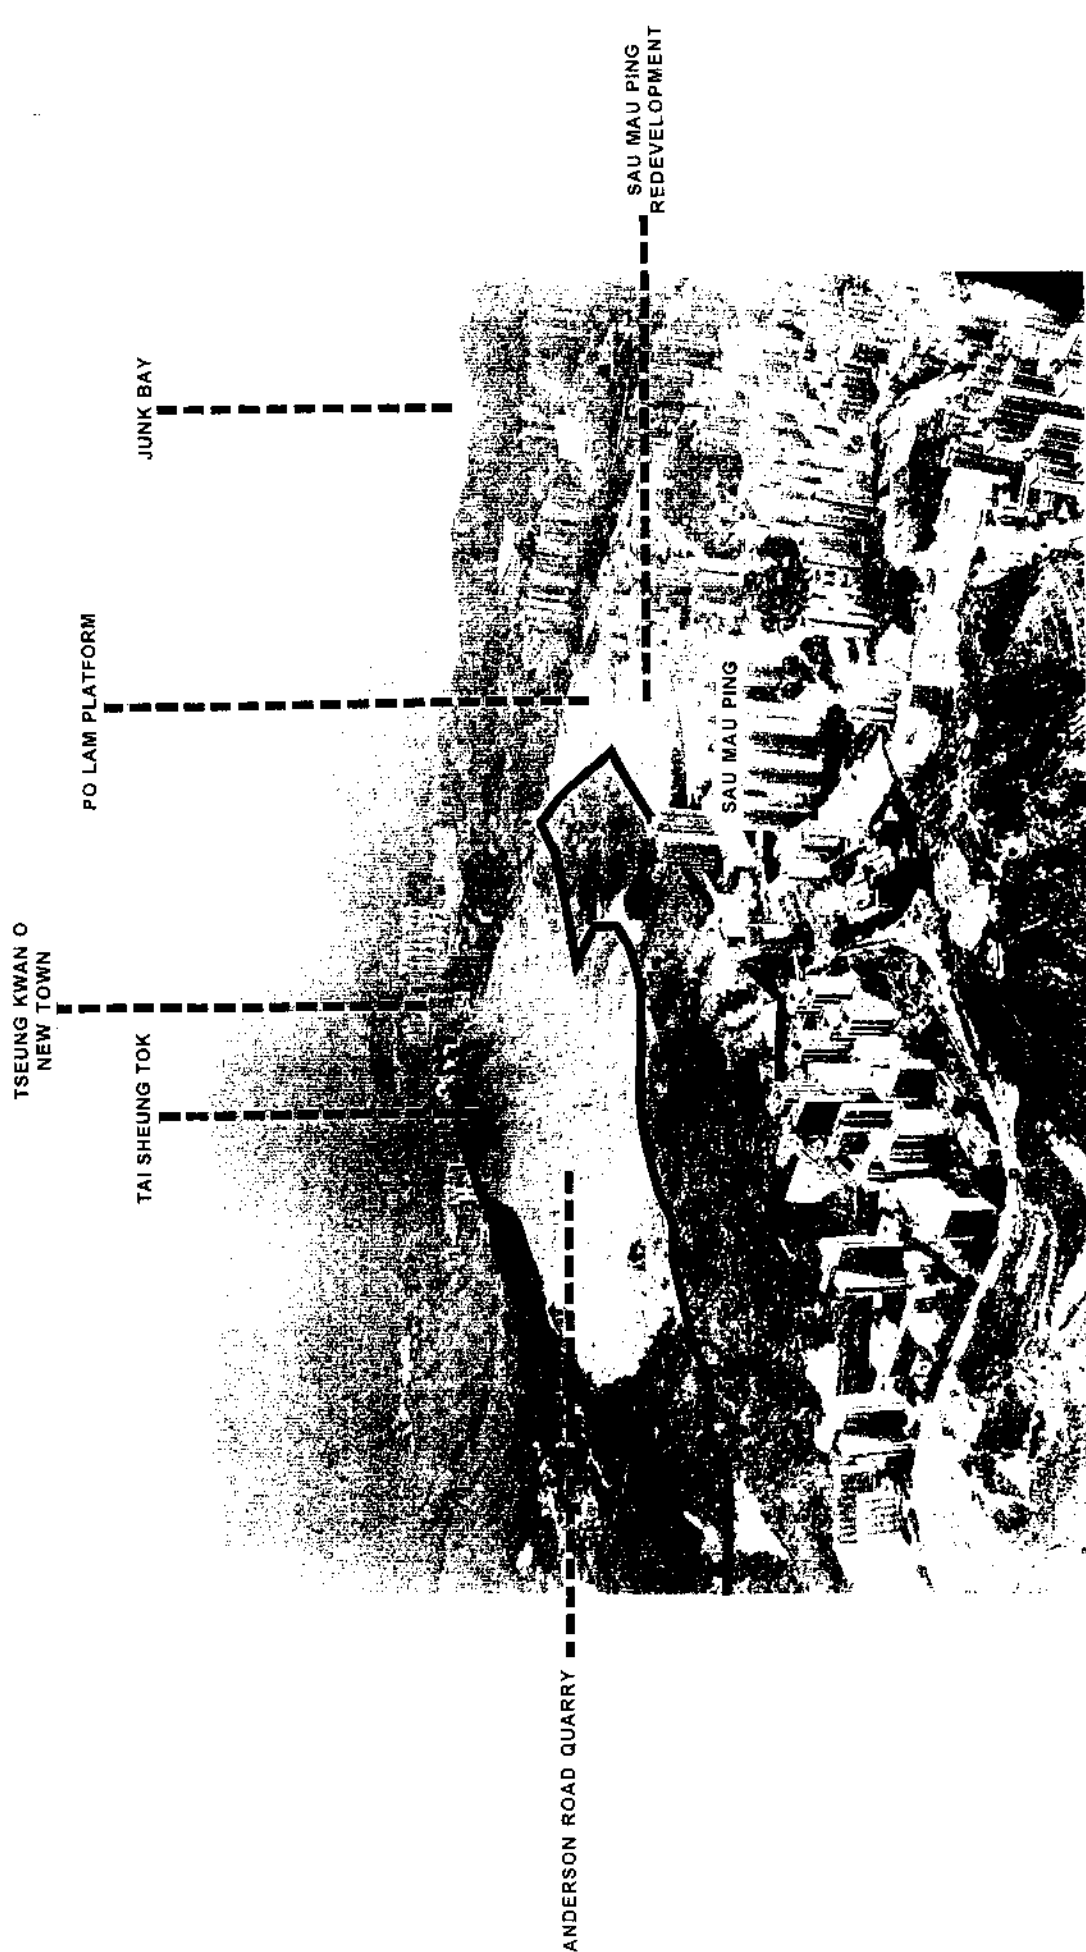 TSEUNG KWAN O
NEW TOWN
TAI SHEUNG TOK
PO LAM PLATFORM
JUNK BAY
SAU MAU PING
REDEVELOPMENT
SAU MAU PING
ANDERSON ROAD QUARRY